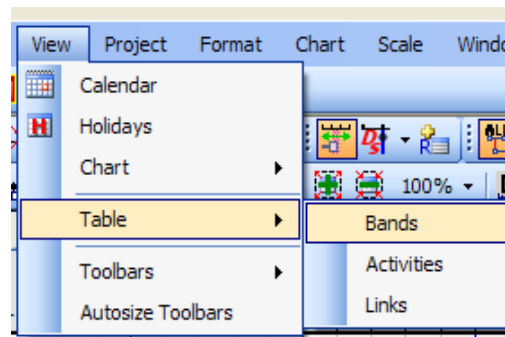 View Project Format Chart Scale
Calendar
Holidays
Chart
100%
Table
Bands
Toolbars
Activities
Autosize Toolbars
Links